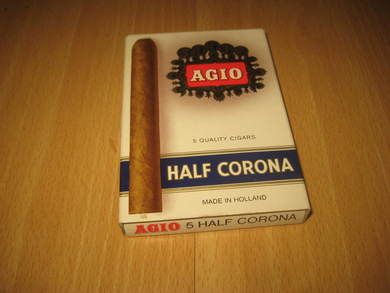 AGIO
5 QUALITY CIGARS
HALF CORONA
MADE IN HOLLAND
AGIO 5 HALF CORONA